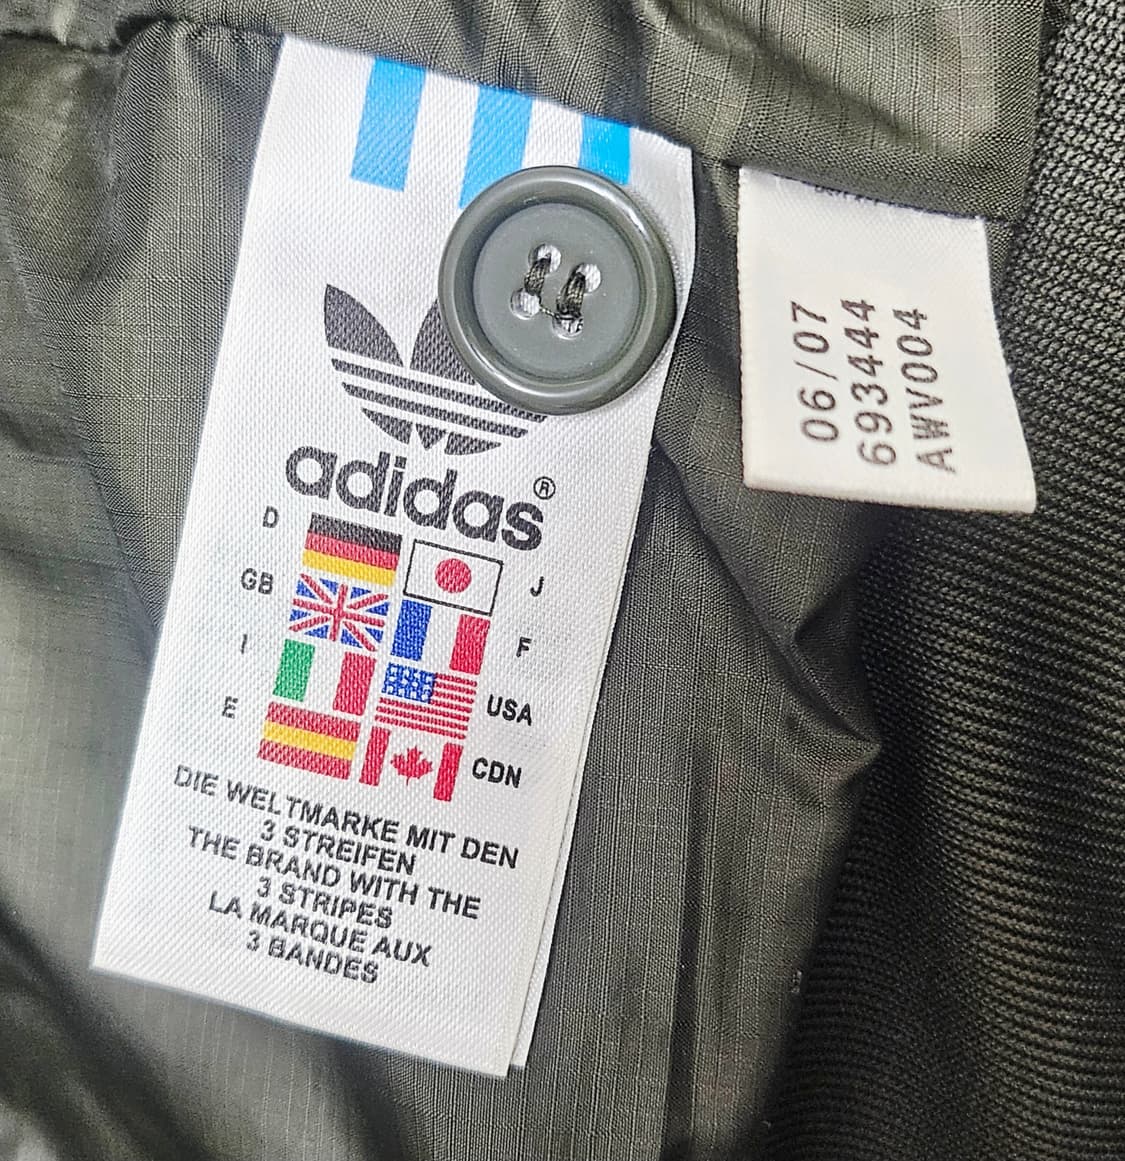 adidas®
D
J
GB
F
I
USA
E
CDN
DIE WELTMARKE MIT DEN
3 STREIFEN
THE BRAND WITH THE
3 STRIPES
LA MARQUE AUX
3 BANDES
06/07
693444
AWV004